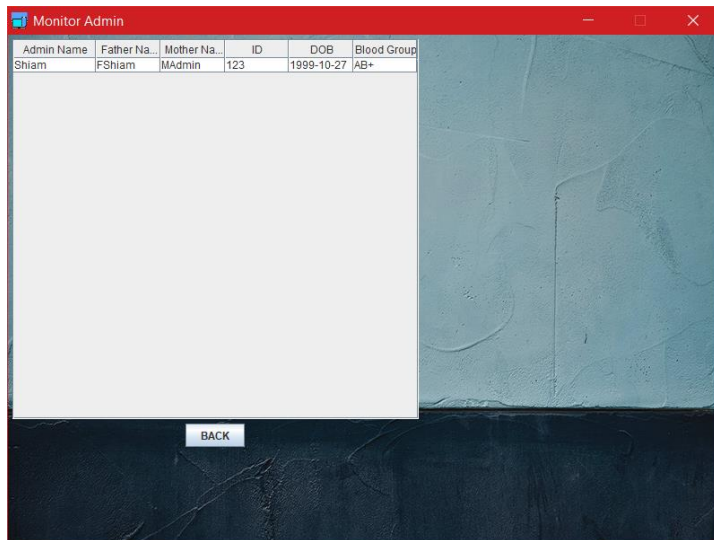 Monitor Admin
Admin Name Father Na... Mother Na... ID DOB Blood Group
Shiam FShiam MAdmin 123 1999-10-27 AB+
BACK